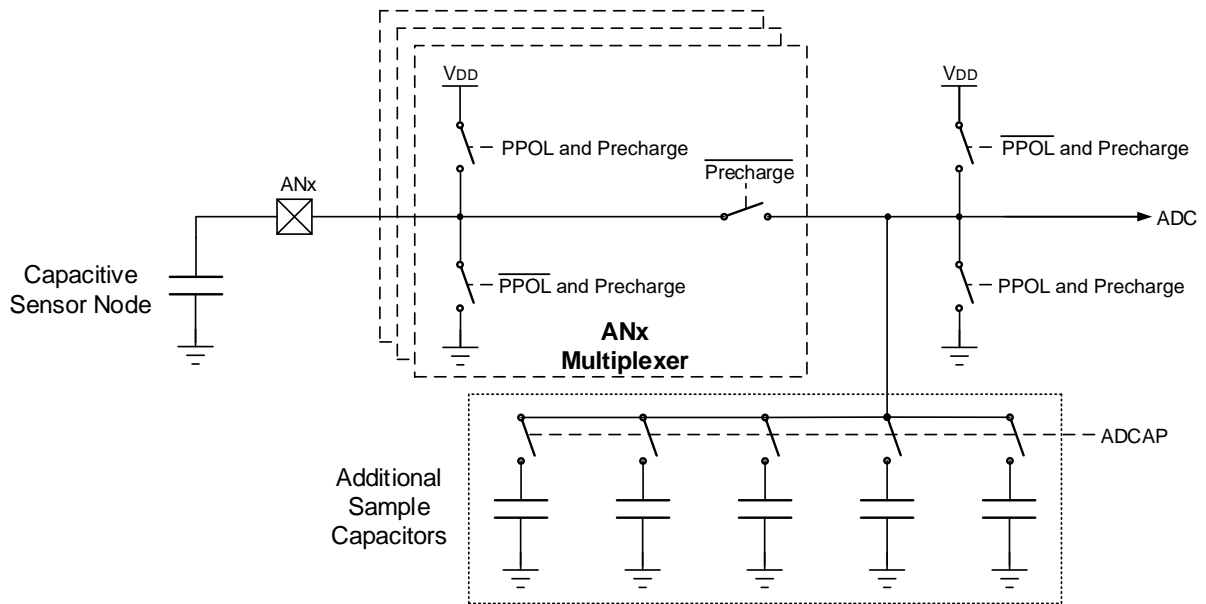 VDD
VDD
PPOL and Precharge
PPOL and Precharge
Precharge
ANx
ADC
Capacitive
Sensor Node
PPOL and Precharge
PPOL and Precharge
ANx
Multiplexer
ADCAP
Additional
Sample
Capacitors